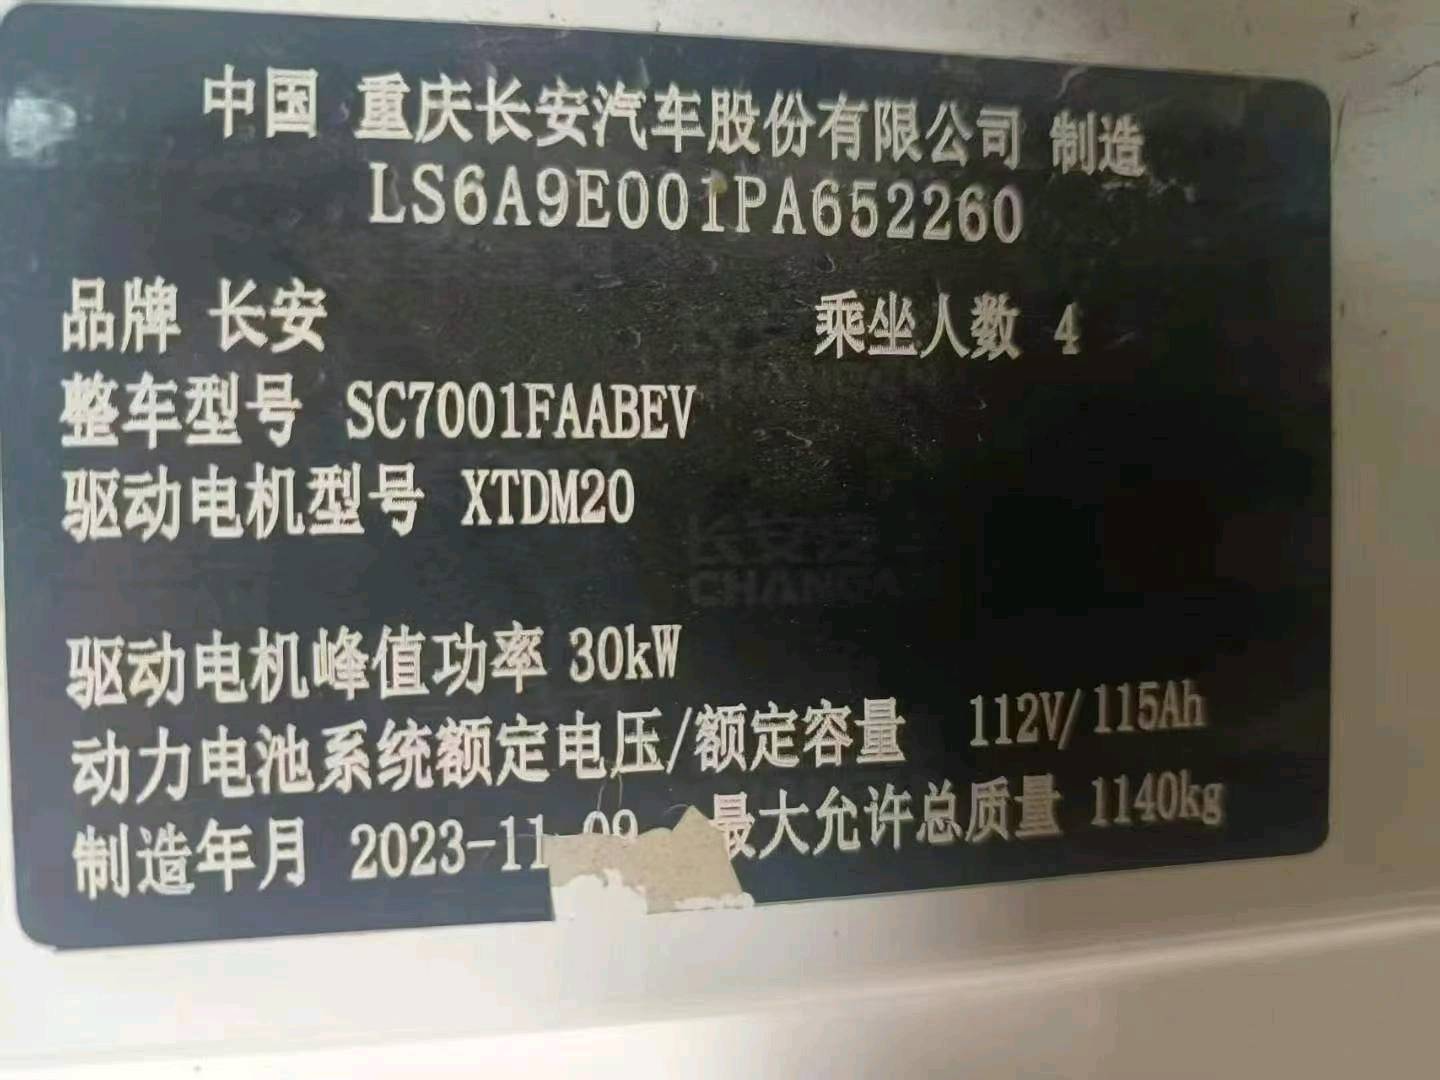 中国 重庆长安汽车股份有限公司 制造
LS6A9E001PA652260
品牌 长安 乘坐人数 4
整车型号 SC7001FAABEV
驱动电机型号 XTDM20
长安
CHANGA
驱动电机峰值功率 30kW
动力电池系统额定电压/额定容量 112V/115Ah
制造年月 2023-11 最大允许总质量 1140kg